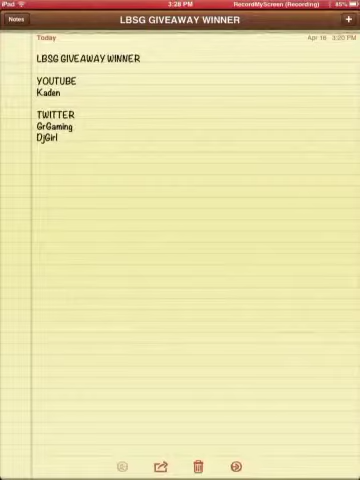 iPad 3:28 PM RecordMyScreen (Recording) 85%
Notes LBSG GIVEAWAY WINNER +
Today Apr 16 3:20 PM
LBSG GIVEAWAY WINNER
YOUTUBE
Kaden
TWITTER
GrGaming
DjGirl